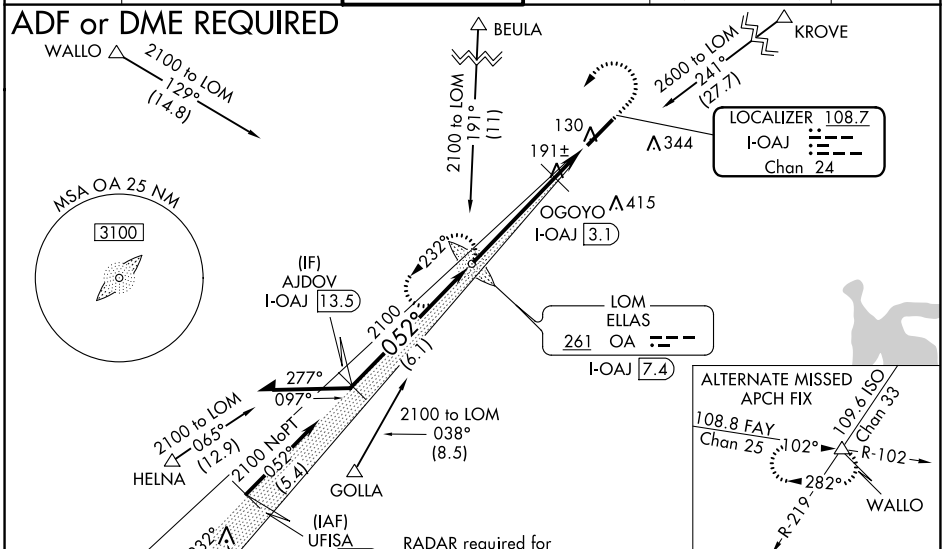 ADF or DME REQUIRED
WALLO
2100 to LOM
129°
(14.8)
BEULA
2100 to LOM
191°
(11)
KROVE
2600 to LOM
241°
(27.7)
LOCALIZER 108.7
I-OAJ
Chan 24
130
344
191±
415
OGOYO
I-OAJ 3.1
MSA OA 25 NM
3100
(IF)
AJDOV
I-OAJ 13.5
232°
2100
052°
(6.1)
LOM
ELLAS
261 OA
I-OAJ 7.4
277°
097°
2100 to LOM
065°
(12.9)
HELNA
2100 NoPT
052°
(5.4)
2100 to LOM
038°
(8.5)
GOLLA
(IAF)
UFISA
RADAR required for
ALTERNATE MISSED
APCH FIX
109.6 ISO
Chan 33
108.8 FAY
Chan 25
102°
R-102
282°
WALLO
R-219